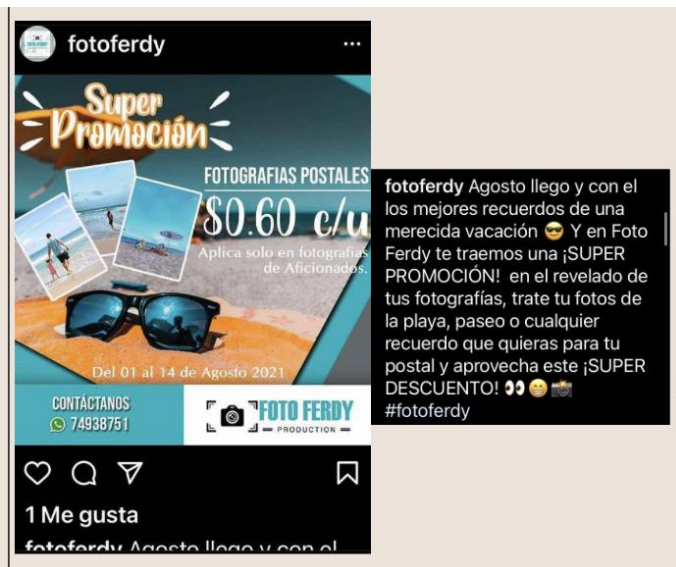 fotoferdy
Super
Promoción
FOTOGRAFIAS POSTALES
$0.60 c/u
Aplica solo en fotografias
de Aficionados.
Del 01 al 14 de Agosto 2021
CONTÁCTANOS
74938751
FOTO FERDY
PRODUCTION
1 Me gusta
fotoferdy Agosto llego y con el
fotoferdy Agosto llego y con el
los mejores recuerdos de una
merecida vacación 😎 Y en Foto
Ferdy te traemos una ¡SUPER
PROMOCIÓN! en el revelado de
tus fotografías, trate tu fotos de
la playa, paseo o cualquier
recuerdo que quieras para tu
postal y aprovecha este ¡SUPER
DESCUENTO! 👀😁📸
#fotoferdy